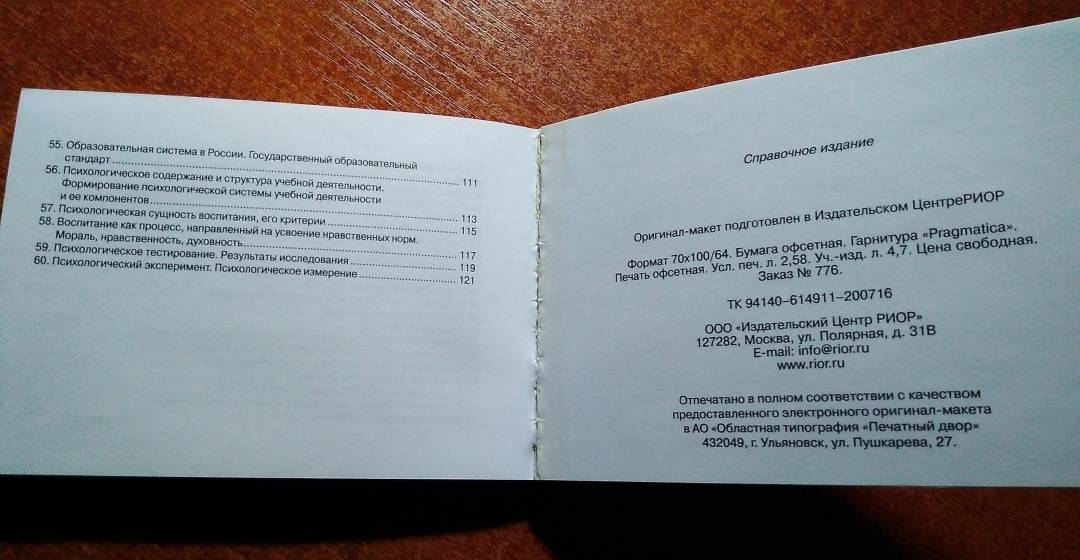 55. Образовательная система в России. Государственный образовательный
стандарт ........ 111
56. Психологическое содержание и структура учебной деятельности.
Формирование психологической системы учебной деятельности
и ее компонентов ........ 113
57. Психологическая сущность воспитания, его критерии ........ 115
58. Воспитание как процесс, направленный на усвоение нравственных норм.
Мораль, нравственность, духовность ........ 117
59. Психологическое тестирование. Результаты исследования ........ 119
60. Психологический эксперимент. Психологическое измерение ........ 121
Справочное издание
Оригинал-макет подготовлен в Издательском ЦентреРИОР
Формат 70x100/64. Бумага офсетная. Гарнитура «Pragmatica».
Печать офсетная. Усл. печ. л. 2,58. Уч.-изд. л. 4,7. Цена свободная.
Заказ № 776.
ТК 94140–614911–200716
ООО «Издательский Центр РИОР»
127282, Москва, ул. Полярная, д. 31В
E-mail: info@rior.ru
www.rior.ru
Отпечатано в полном соответствии с качеством
предоставленного электронного оригинал-макета
в АО «Областная типография «Печатный двор»
432049, г. Ульяновск, ул. Пушкарева, 27.